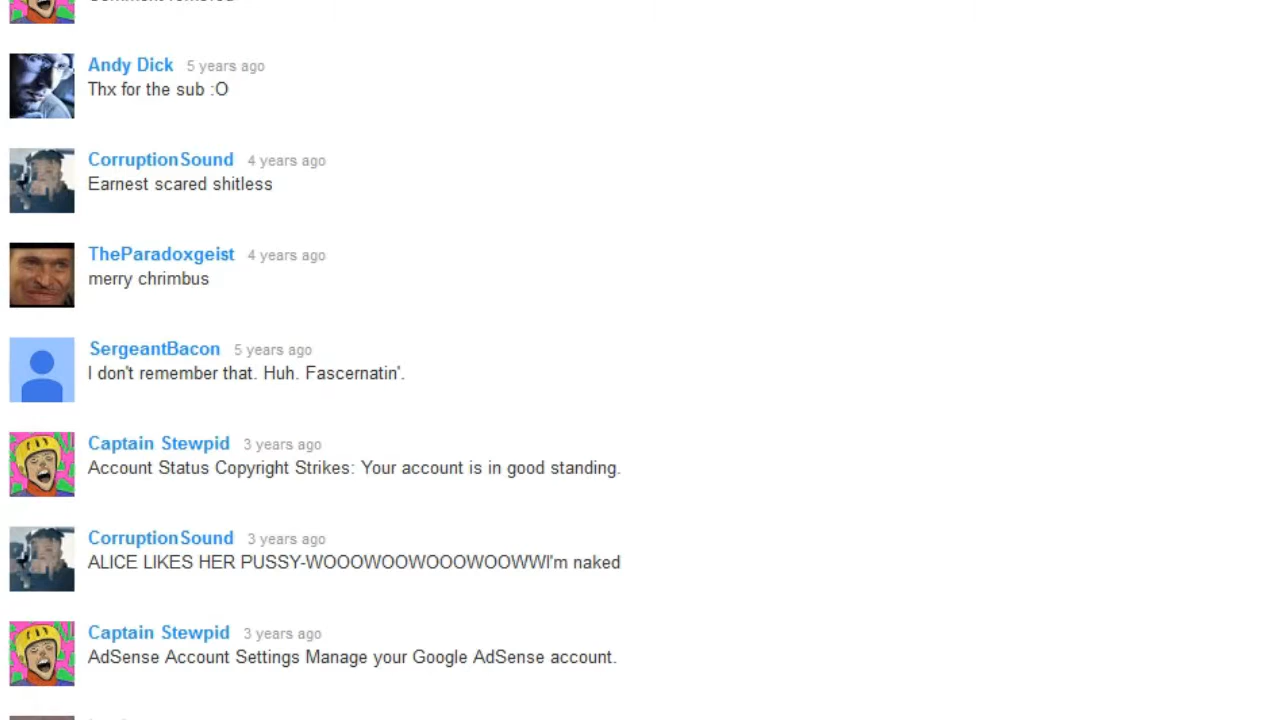 Comment removed
Andy Dick 5 years ago
Thx for the sub :O
CorruptionSound 4 years ago
Earnest scared shitless
TheParadoxgeist 4 years ago
merry chrimbus
SergeantBacon 5 years ago
I don't remember that. Huh. Fascernatin'.
Captain Stewpid 3 years ago
Account Status Copyright Strikes: Your account is in good standing.
CorruptionSound 3 years ago
ALICE LIKES HER PUSSY-WOOOWOOWOOOWOOWWI'm naked
Captain Stewpid 3 years ago
AdSense Account Settings Manage your Google AdSense account.